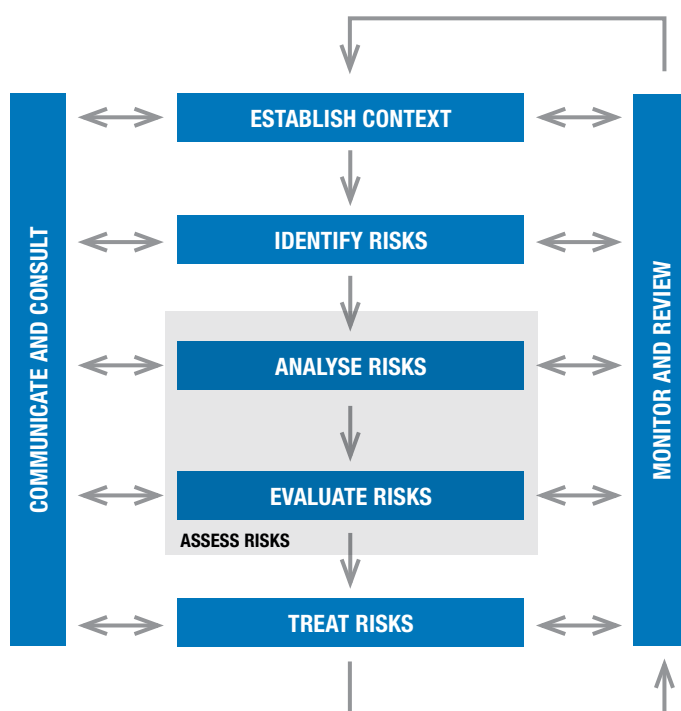 ESTABLISH CONTEXT
IDENTIFY RISKS
ANALYSE RISKS
EVALUATE RISKS
ASSESS RISKS
TREAT RISKS
COMMUNICATE AND CONSULT
MONITOR AND REVIEW